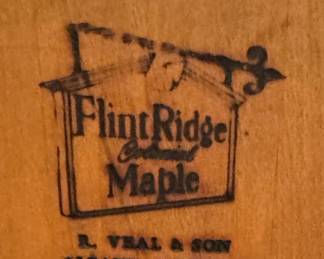 Flint Ridge
Colonial
Maple
R. VEAL & SON